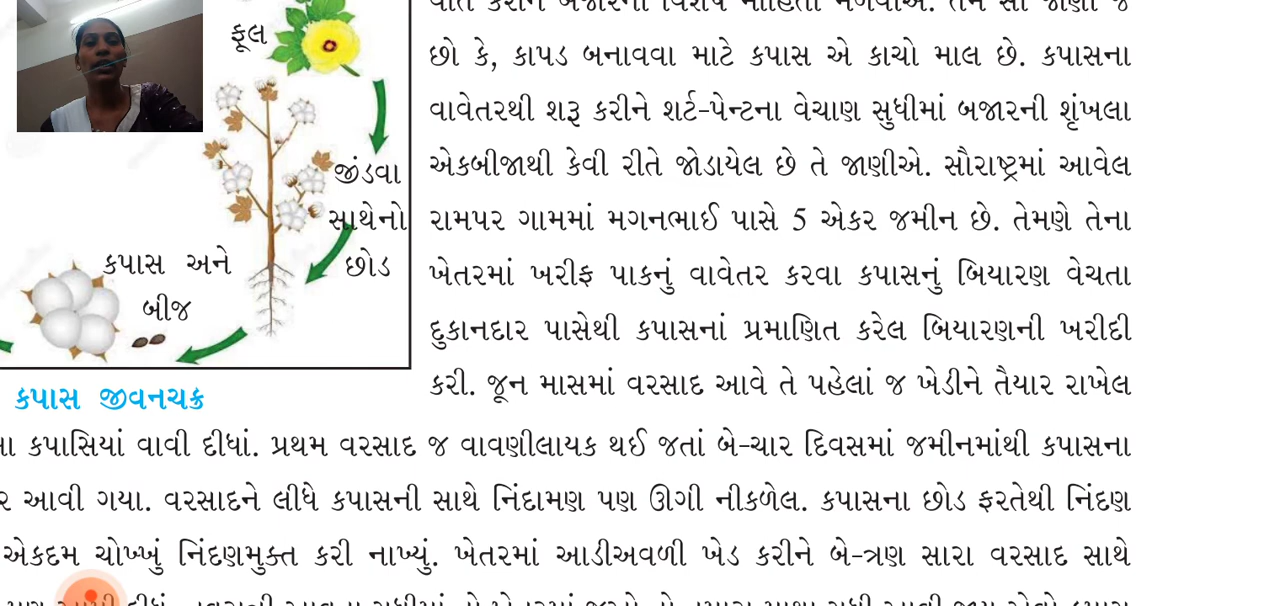 ફૂલ
જીંડવા
સાથેનો
છોડ
કપાસ અને
બીજ
કપાસ જીવનચક્ર
છો કે, કાપડ બનાવવા માટે કપાસ એ કાચો માલ છે. કપાસના
વાવેતરથી શરૂ કરીને શર્ટ-પેન્ટના વેચાણ સુધીમાં બજારની શૃંખલા
એકબીજાથી કેવી રીતે જોડાયેલ છે તે જાણીએ. સૌરાષ્ટ્રમાં આવેલ
રામપર ગામમાં મગનભાઈ પાસે 5 એકર જમીન છે. તેમણે તેના
ખેતરમાં ખરીફ પાકનું વાવેતર કરવા કપાસનું બિયારણ વેચતા
દુકાનદાર પાસેથી કપાસનાં પ્રમાણિત કરેલ બિયારણની ખરીદી
કરી. જૂન માસમાં વરસાદ આવે તે પહેલાં જ ખેડીને તૈયાર રાખેલ
કપાસિયાં વાવી દીધાં. પ્રથમ વરસાદ જ વાવણીલાયક થઈ જતાં બે-ચાર દિવસમાં જમીનમાંથી કપાસના
આવી ગયા. વરસાદને લીધે કપાસની સાથે નિંદામણ પણ ઊગી નીકળેલ. કપાસના છોડ ફરતેથી નિંદણ
એકદમ ચોખ્ખું નિંદણમુક્ત કરી નાખ્યું. ખેતરમાં આડીઅવળી ખેડ કરીને બે-ત્રણ સારા વરસાદ સાથે